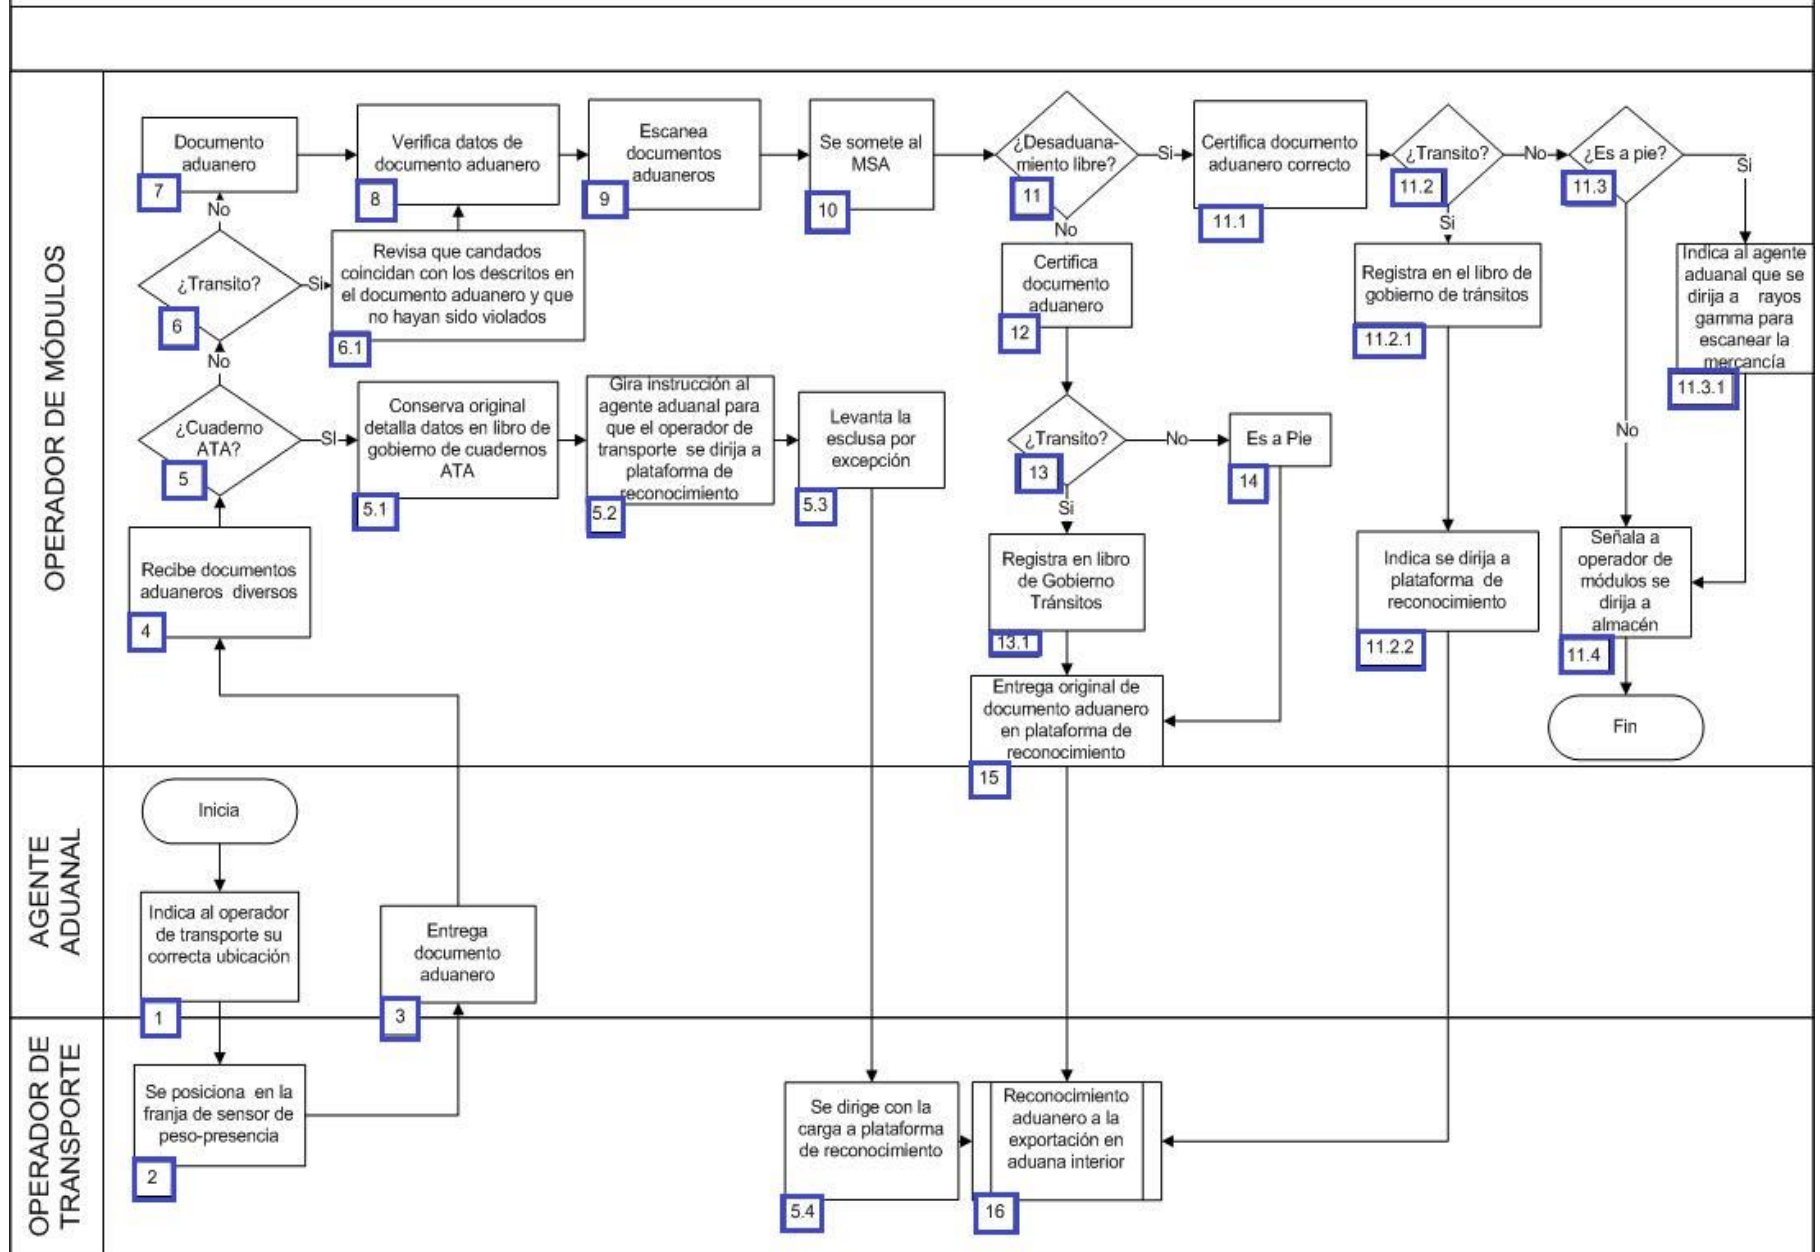 OPERADOR DE MÓDULOS
Documento
aduanero
7
Verifica datos de
documento aduanero
8
Escanea
documentos
aduaneros
9
Se somete al
MSA
10
¿Desaduana-
miento libre?
11
Si
No
Certifica documento
aduanero correcto
11.1
¿Transito?
11.2
No
Si
¿Es a pie?
11.3
Si
No
¿Transito?
6
No
Si
Revisa que candados
coincidan con los descritos en
el documento aduanero y que
no hayan sido violados
6.1
Certifica
documento
aduanero
12
Registra en el libro de
gobierno de tránsitos
11.2.1
Indica al agente
aduanal que se
dirija a rayos
gamma para
escanear la
mercancía
11.3.1
¿Cuaderno
ATA?
5
No
SI
Conserva original
detalla datos en libro de
gobierno de cuadernos
ATA
5.1
Gira instrucción al
agente aduanal para
que el operador de
transporte se dirija a
plataforma de
reconocimiento
5.2
Levanta la
esclusa por
excepción
5.3
¿Transito?
13
No
Si
Es a Pie
14
Recibe documentos
aduaneros diversos
4
Registra en libro
de Gobierno
Tránsitos
13.1
Indica se dirija a
plataforma de
reconocimiento
11.2.2
Señala a
operador de
módulos se
dirija a
almacén
11.4
Entrega original de
documento aduanero
en plataforma de
reconocimiento
15
Fin
AGENTE
ADUANAL
Inicia
Indica al operador
de transporte su
correcta ubicación
1
Entrega
documento
aduanero
3
OPERADOR DE
TRANSPORTE
Se posiciona en la
franja de sensor de
peso-presencia
2
Se dirige con la
carga a plataforma
de reconocimiento
5.4
Reconocimiento
aduanero a la
exportación en
aduana interior
16